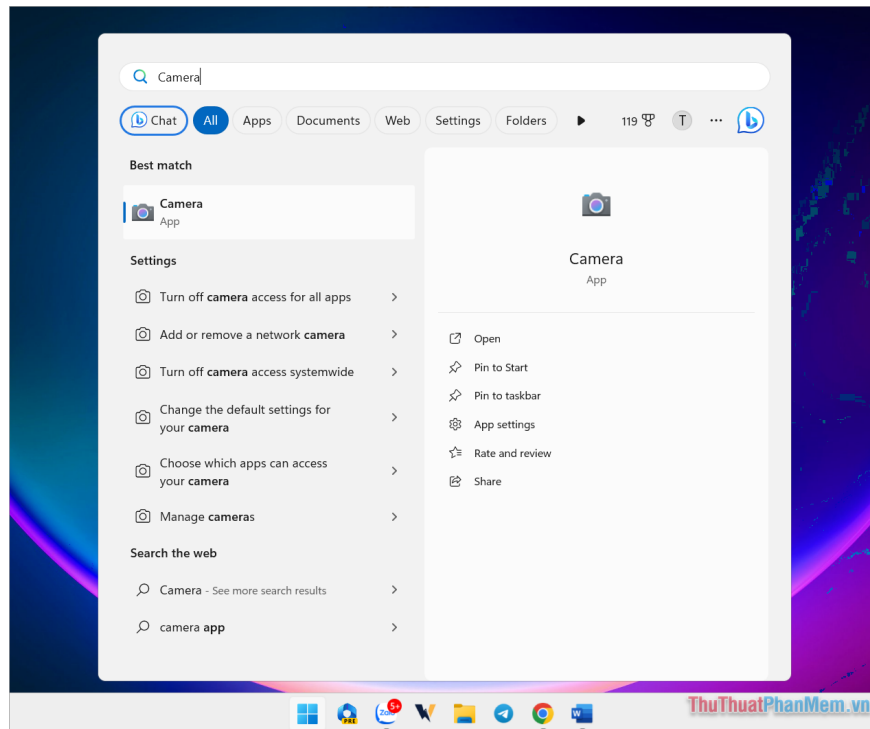 Camera
Chat
All
Apps
Documents
Web
Settings
Folders
119
T
Best match
Camera
App
Settings
Turn off camera access for all apps
Add or remove a network camera
Turn off camera access systemwide
Change the default settings for
your camera
Choose which apps can access
your camera
Manage cameras
Search the web
Camera - See more search results
camera app
Camera
App
Open
Pin to Start
Pin to taskbar
App settings
Rate and review
Share
PRE
Zalo
5+
W
ThuThuatPhanMem.vn